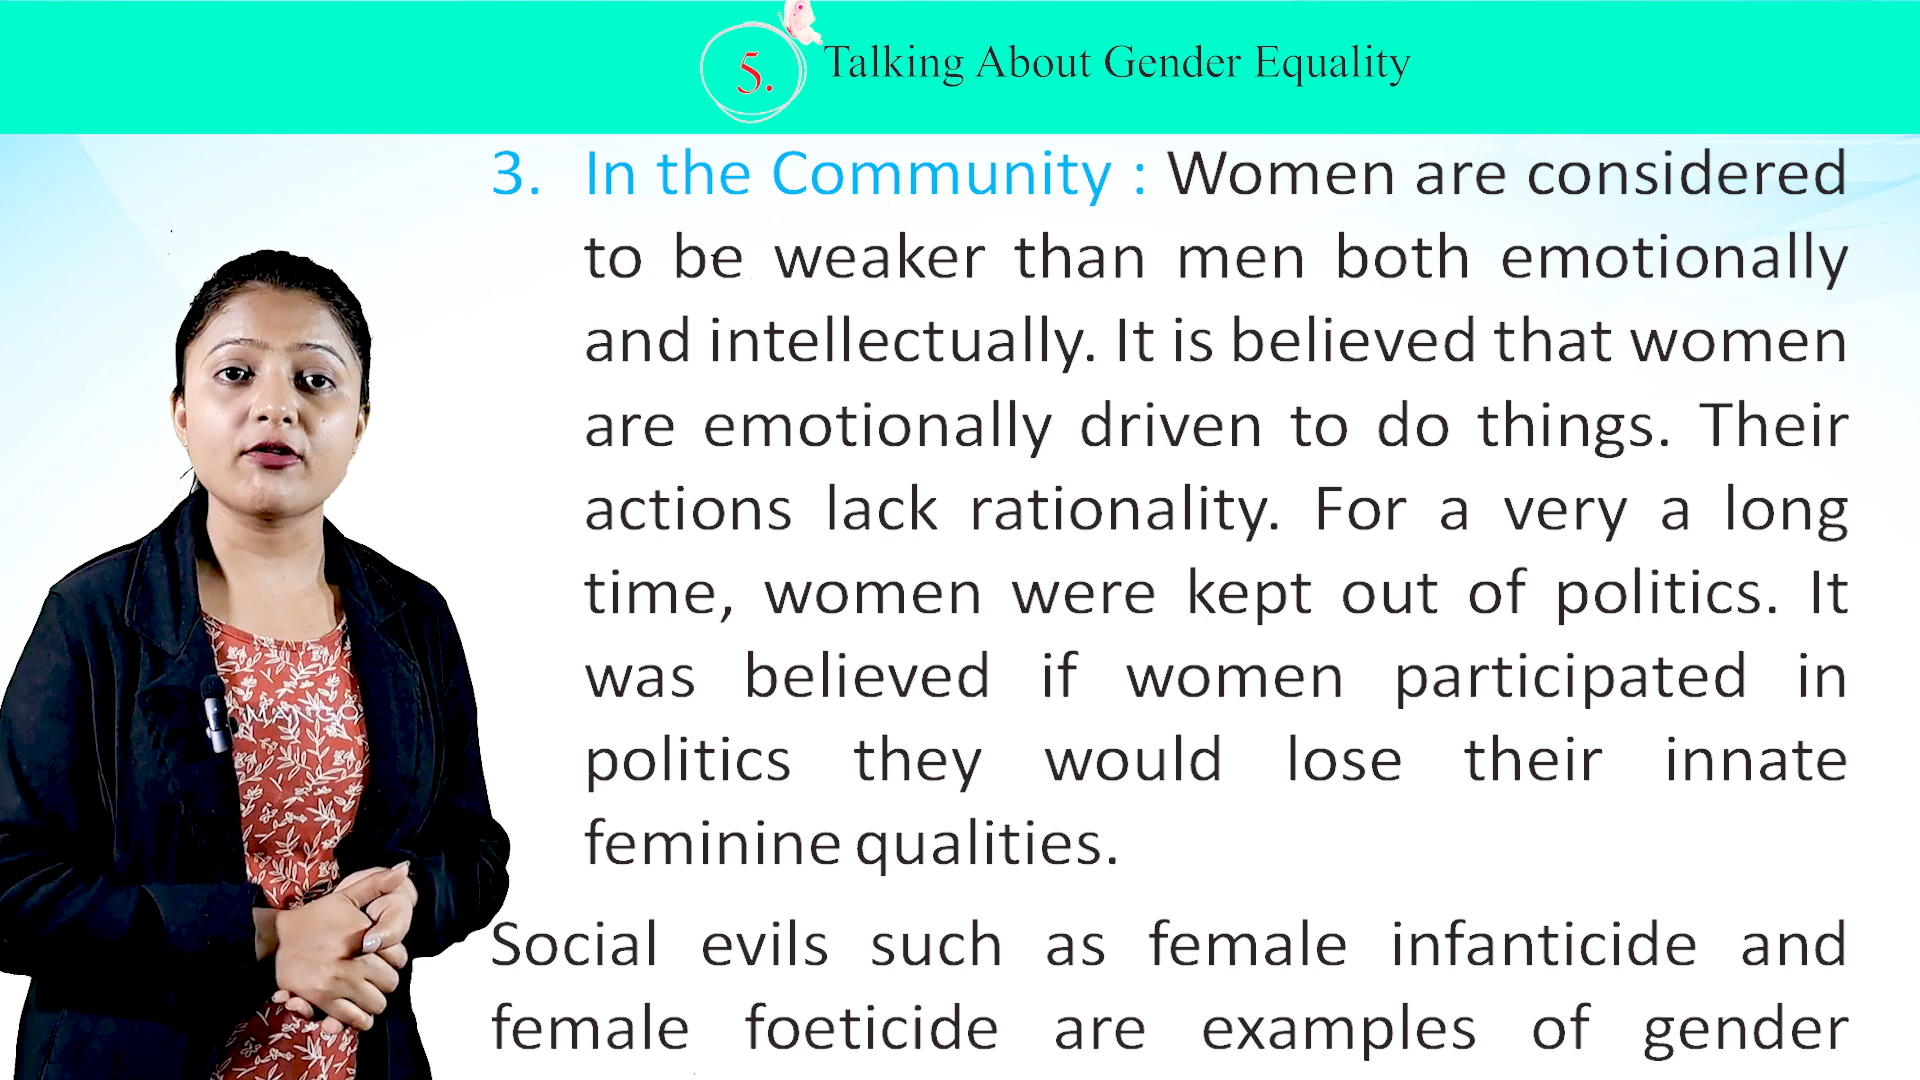 5. Talking About Gender Equality
3. In the Community : Women are considered
to be weaker than men both emotionally
and intellectually. It is believed that women
are emotionally driven to do things. Their
actions lack rationality. For a very a long
time, women were kept out of politics. It
was believed if women participated in
politics they would lose their innate
feminine qualities.
Social evils such as female infanticide and
female foeticide are examples of gender